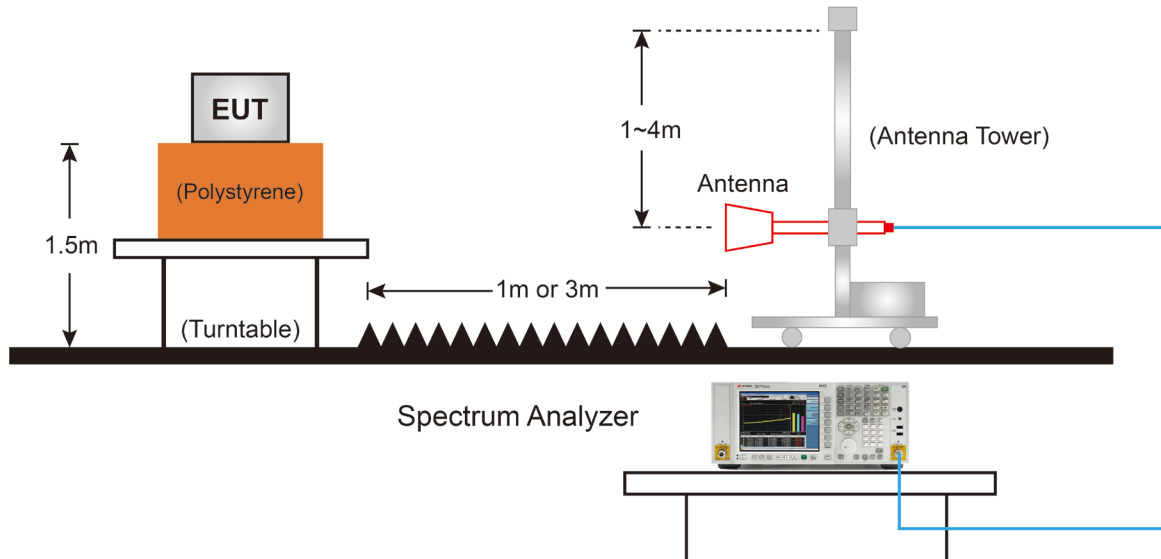 EUT
(Polystyrene)
1.5m
(Turntable)
1m or 3m
1~4m
Antenna
(Antenna Tower)
Spectrum Analyzer